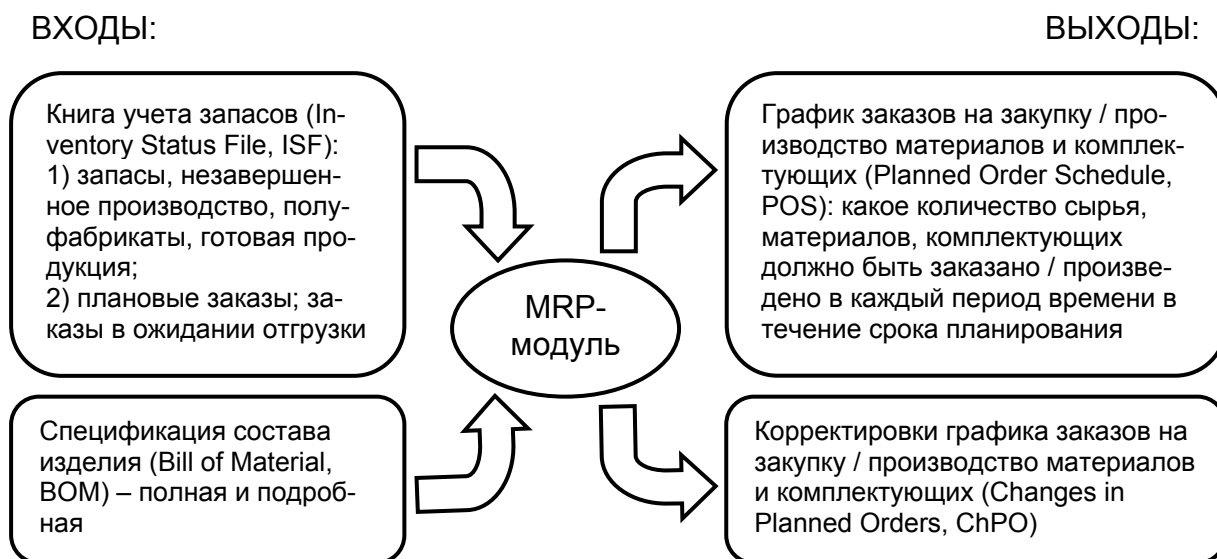 ВХОДЫ:
ВЫХОДЫ:
Книга учета запасов (In-
ventory Status File, ISF):
1) запасы, незавершен-
ное производство, полу-
фабрикаты, готовая про-
дукция;
2) плановые заказы; за-
казы в ожидании отгрузки
Спецификация состава
изделия (Bill of Material,
BOM) – полная и подроб-
ная
MRP-
модуль
График заказов на закупку / про-
изводство материалов и комплек-
тующих (Planned Order Schedule,
POS): какое количество сырья,
материалов, комплектующих
должно быть заказано / произве-
дено в каждый период времени в
течение срока планирования
Корректировки графика заказов на
закупку / производство материалов
и комплектующих (Changes in
Planned Orders, ChPO)